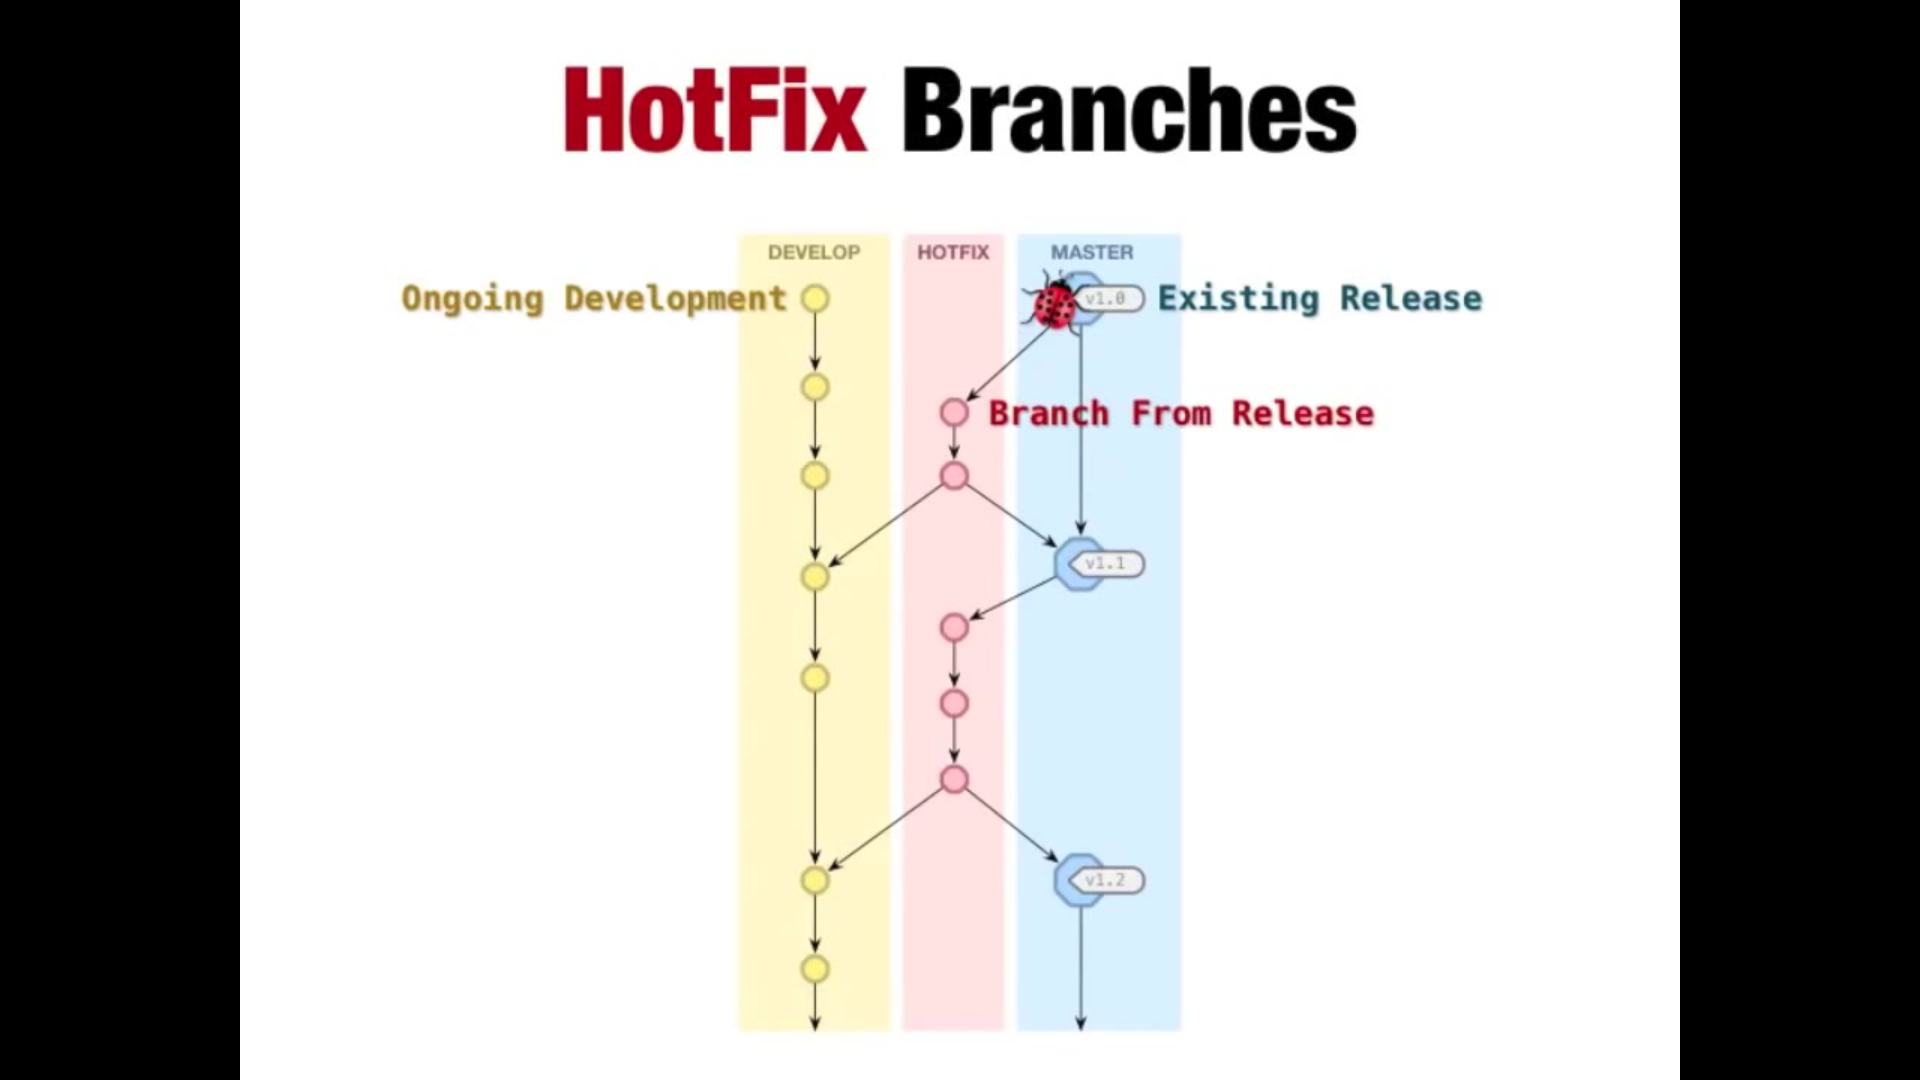 HotFix Branches
DEVELOP HOTFIX MASTER
Ongoing Development v1.0 Existing Release
Branch From Release
v1.1
v1.2